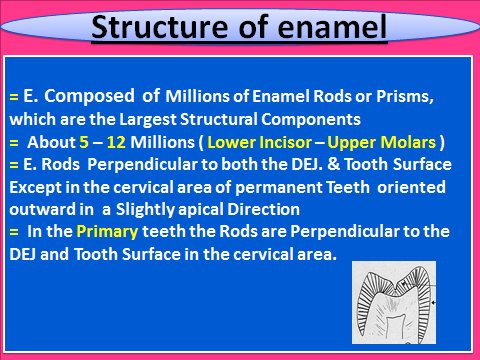 Structure of enamel
= E. Composed of Millions of Enamel Rods or Prisms,
which are the Largest Structural Components
= About 5 – 12 Millions ( Lower Incisor – Upper Molars )
= E. Rods Perpendicular to both the DEJ. & Tooth Surface
Except in the cervical area of permanent Teeth oriented
outward in a Slightly apical Direction
= In the Primary teeth the Rods are Perpendicular to the
DEJ and Tooth Surface in the cervical area.